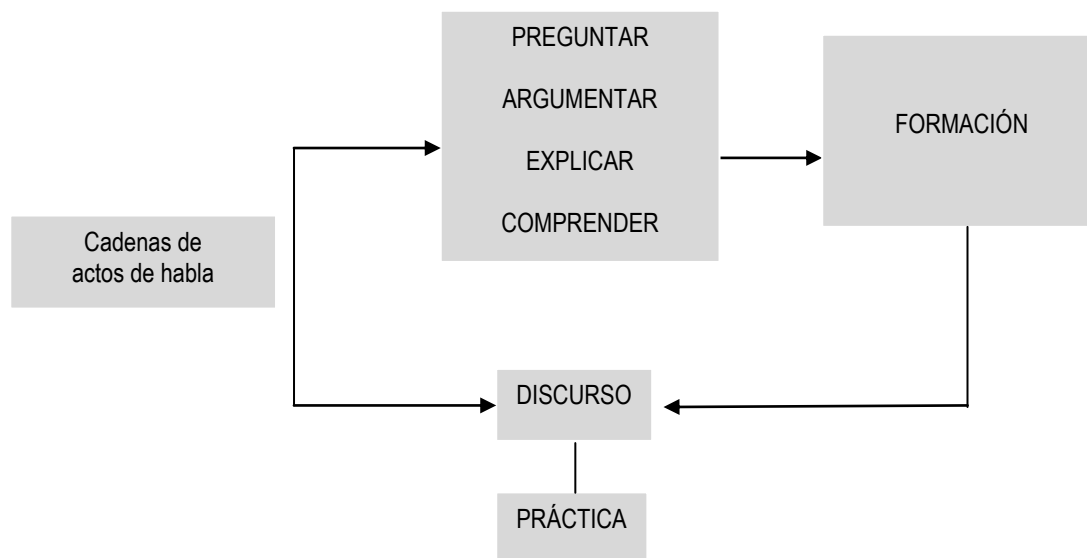 PREGUNTAR
ARGUMENTAR
EXPLICAR
COMPRENDER
FORMACIÓN
Cadenas de
actos de habla
DISCURSO
PRÁCTICA